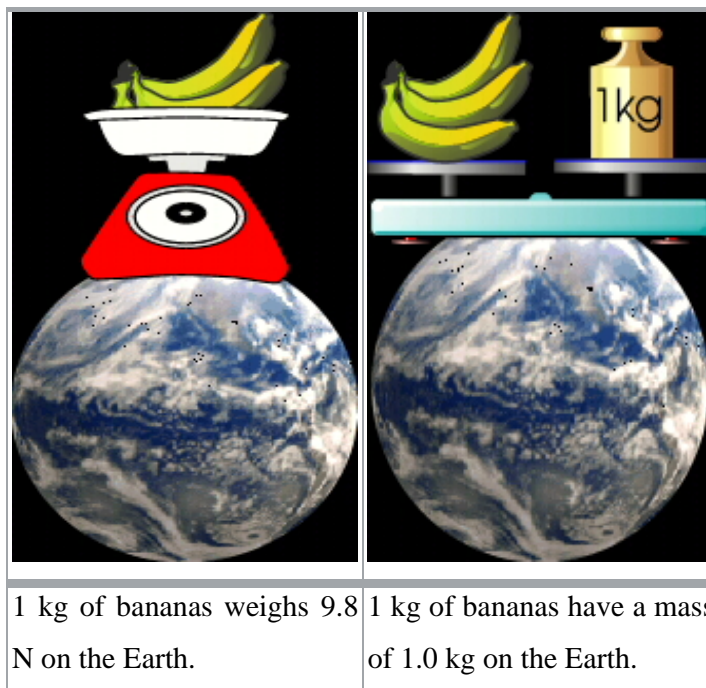 1kg
1 kg of bananas weighs 9.8
N on the Earth.
1 kg of bananas have a mass
of 1.0 kg on the Earth.